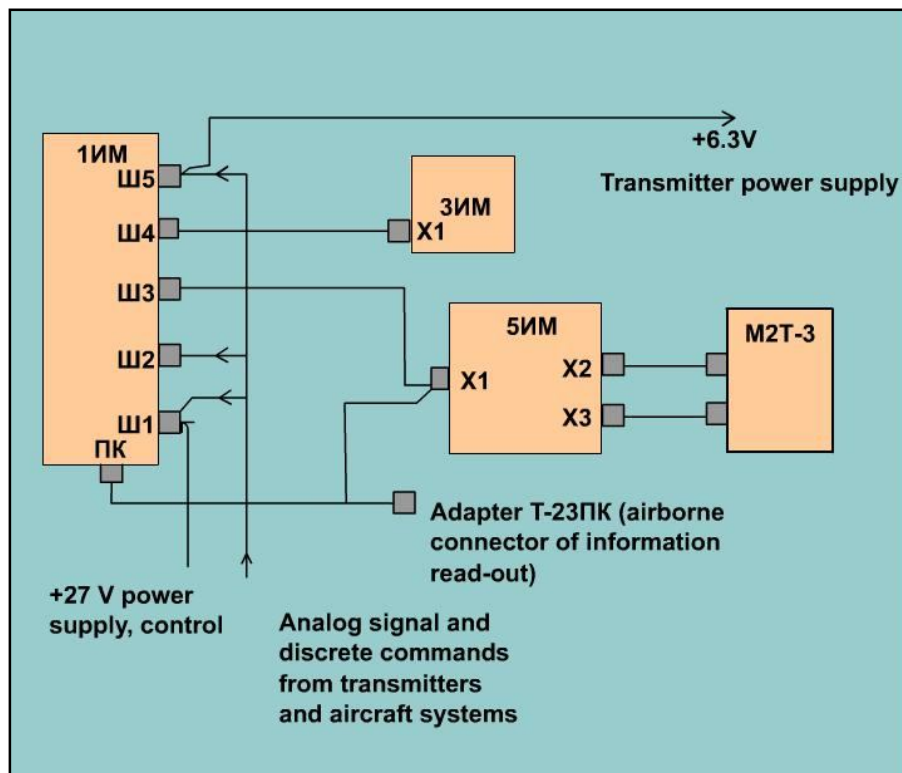 1ИМ
Ш5
Ш4
Ш3
Ш2
Ш1
ПК
+6.3V
Transmitter power supply
3ИМ
X1
5ИМ
X1
X2
X3
М2Т-3
Adapter T-23ПК (airborne
connector of information
read-out)
+27 V power
supply, control
Analog signal and
discrete commands
from transmitters
and aircraft systems